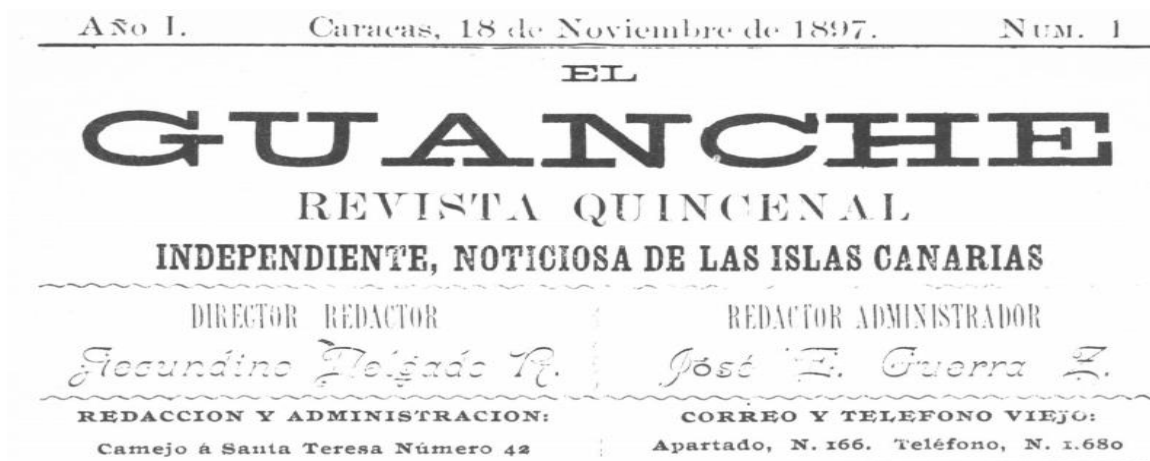 Año I. Caracas, 18 de Noviembre de 1897. Num. 1
EL
GUANCHE
REVISTA QUINCENAL
INDEPENDIENTE, NOTICIOSA DE LAS ISLAS CANARIAS
DIRECTOR REDACTOR
Secundino Delgado R.
REDACTOR ADMINISTRADOR
José E. Guerra Z.
REDACCION Y ADMINISTRACION:
Camejo á Santa Teresa Número 42
CORREO Y TELEFONO VIEJO:
Apartado, N. 166. Teléfono, N. 1.680